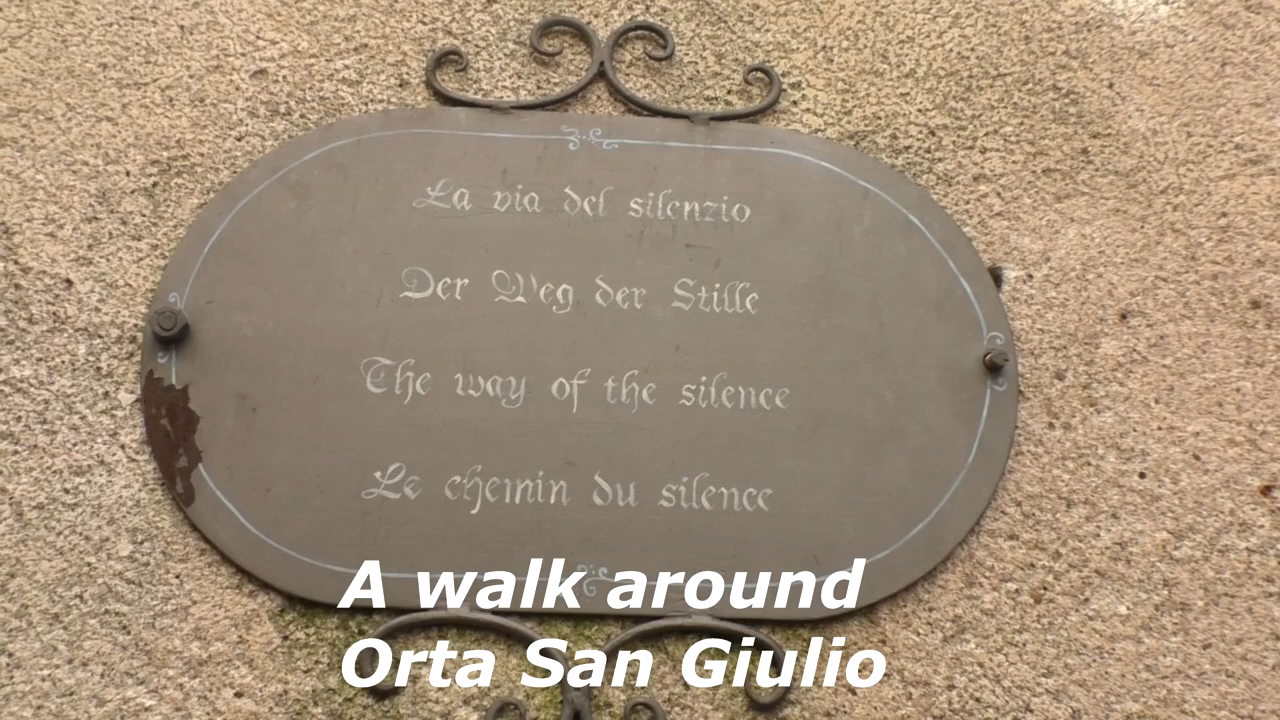 La via del silenzio
Der Weg der Stille
The way of the silence
Le chemin du silence
A walk around
Orta San Giulio